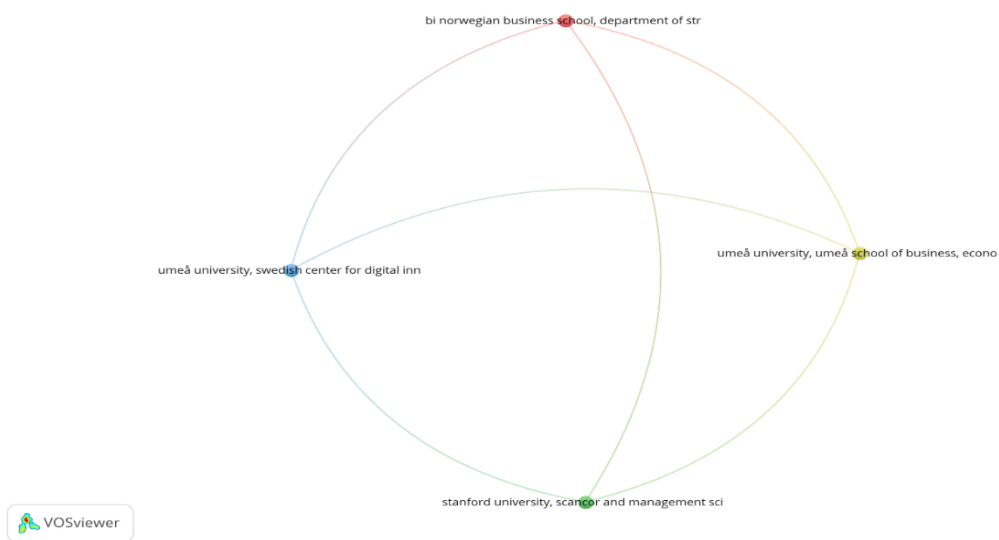 bi norwegian business school, department of str
umeå university, umeå school of business, econo
umeå university, swedish center for digital inn
stanford university, scancor and management sci
VOSviewer